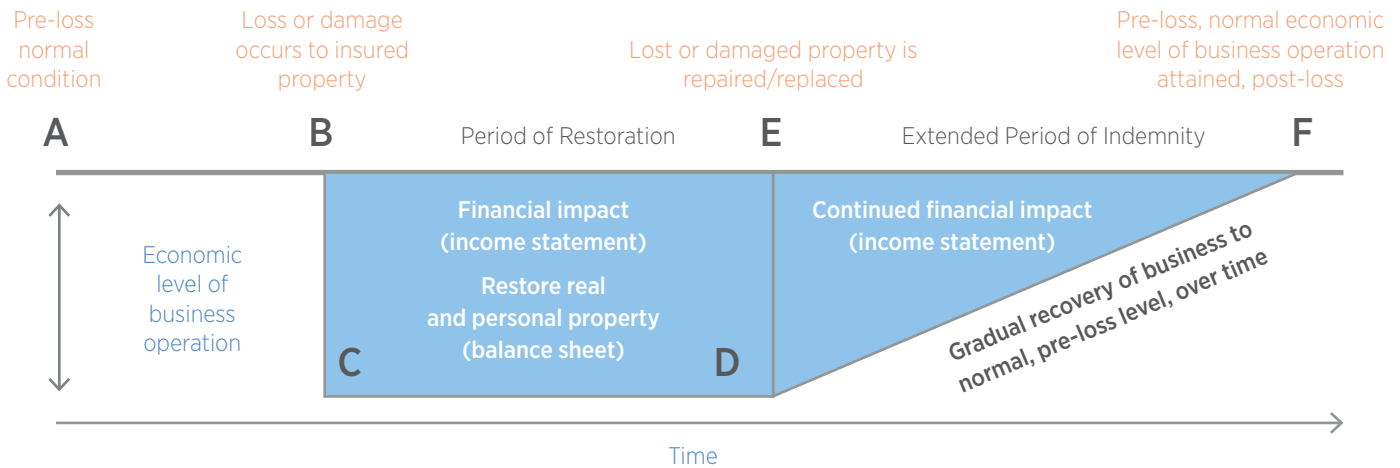 Pre-loss
normal
condition
Loss or damage
occurs to insured
property
Lost or damaged property is
repaired/replaced
Pre-loss, normal economic
level of business operation
attained, post-loss
A
B
Period of Restoration
E
Extended Period of Indemnity
F
Economic
level of
business
operation
Financial impact
(income statement)
Restore real
and personal property
(balance sheet)
C
D
Continued financial impact
(income statement)
Gradual recovery of business to
normal, pre-loss level, over time
Time